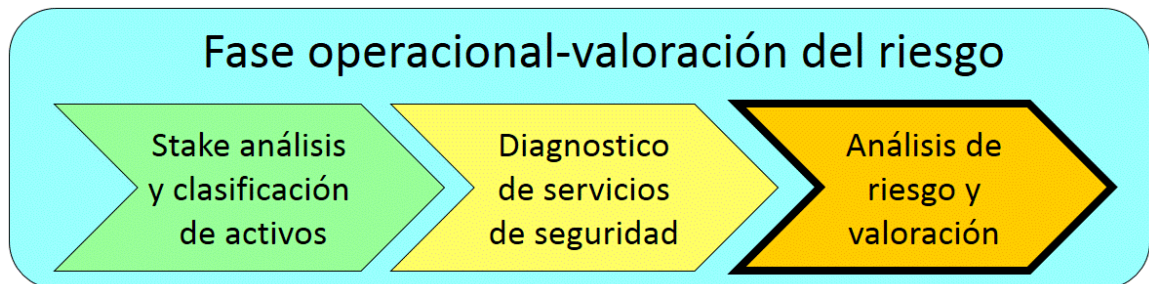 Fase operacional-valoración del riesgo
Stake análisis
y clasificación
de activos
Diagnostico
de servicios
de seguridad
Análisis de
riesgo y
valoración